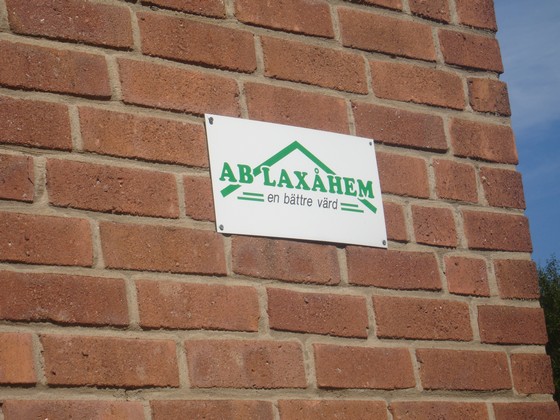 AB LAXÅHEM
en bättre värd